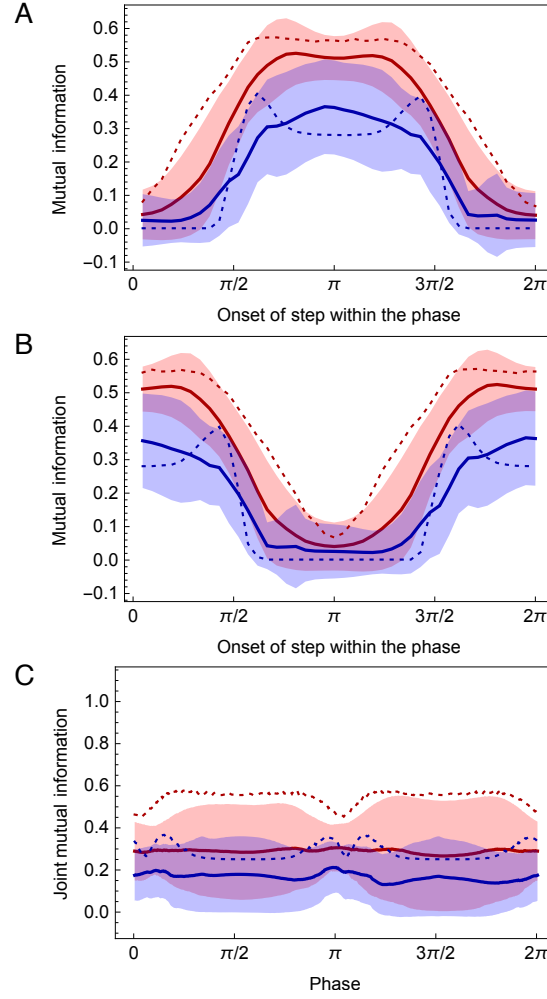 A
Mutual information
0.6
0.5
0.4
0.3
0.2
0.1
0.0
−0.1
0 π/2 π 3π/2 2π
Onset of step within the phase
B
Mutual information
0.6
0.5
0.4
0.3
0.2
0.1
0.0
−0.1
0 π/2 π 3π/2 2π
Onset of step within the phase
C
Joint mutual information
1.0
0.8
0.6
0.4
0.2
0.0
0 π/2 π 3π/2 2π
Phase